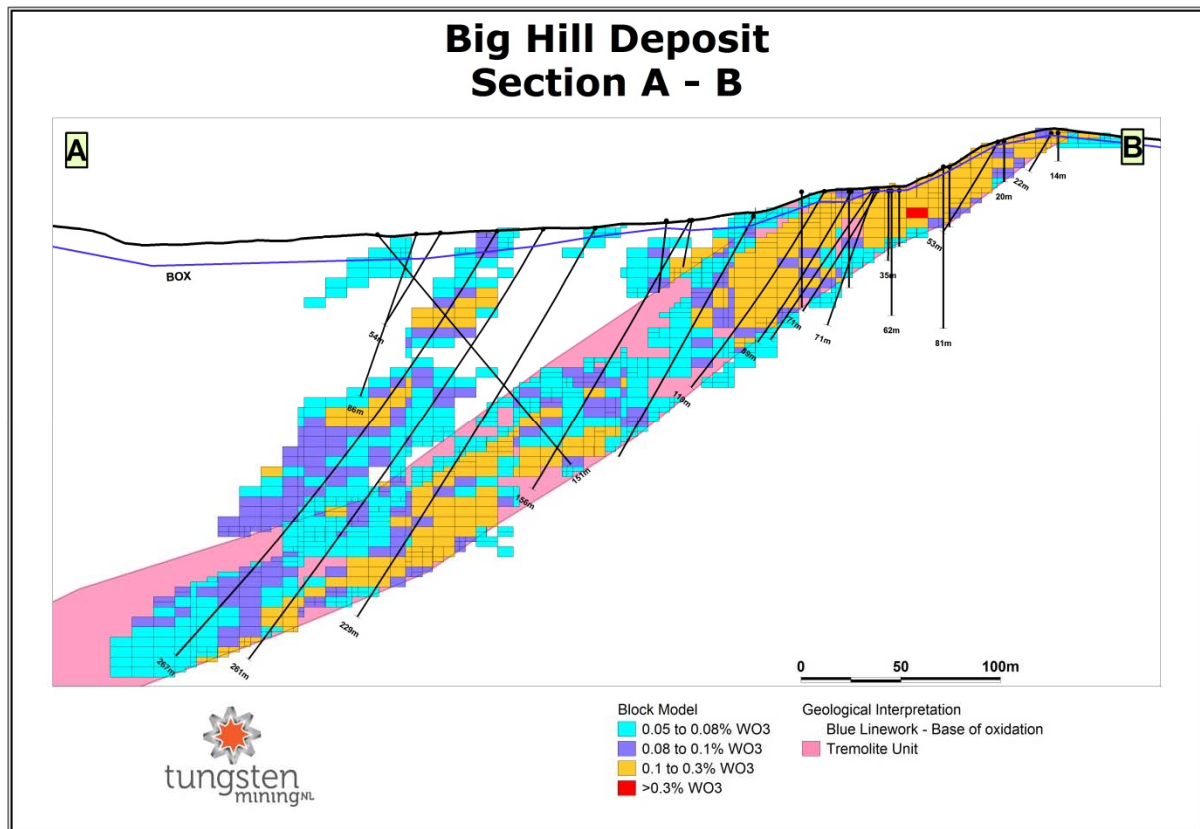 Big Hill Deposit
Section A - B
A
B
BOX
14m
22m
20m
53m
35m
62m
81m
71m
71m
89m
119m
54m
86m
151m
156m
229m
261m
267m
0 50 100m
Block Model
0.05 to 0.08% WO3
0.08 to 0.1% WO3
0.1 to 0.3% WO3
>0.3% WO3
Geological Interpretation
Blue Linework - Base of oxidation
Tremolite Unit
tungsten
mining NL